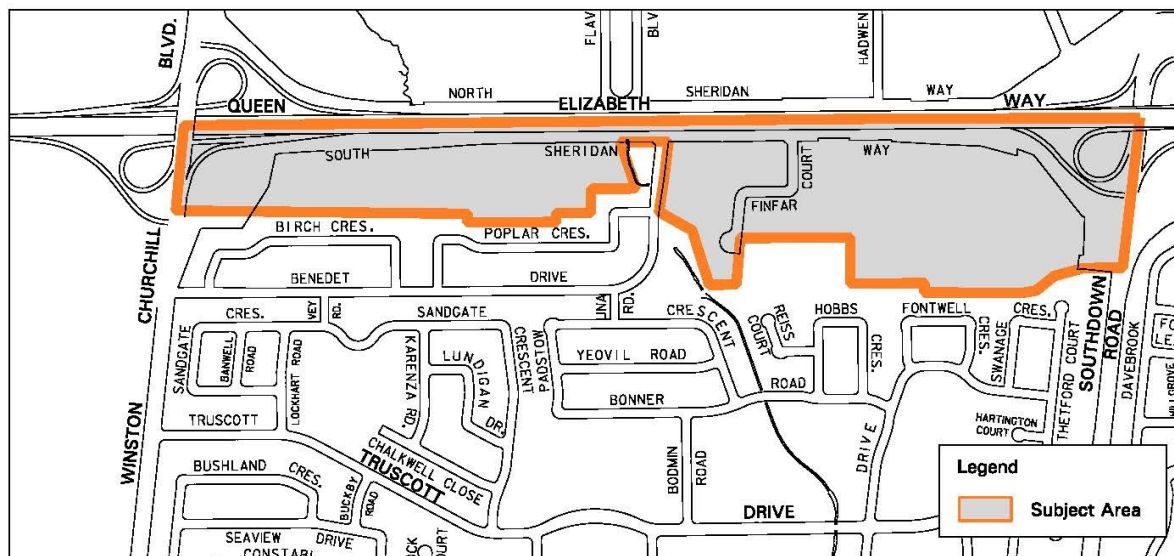 BLVD.
FLAV
BLV
HADWEN
NORTH SHERIDAN WAY
QUEEN ELIZABETH WAY
SOUTH SHERIDAN WAY
FINFAR COURT
WINSTON CHURCHILL
BIRCH CRES.
POPLAR CRES.
BENEDET DRIVE
SANDGATE CRES.
VEY RD.
SANDGATE
UNA RD.
PADSTOW CRESCENT
CRESCENT
REISS COURT
HOBBS CRES.
FONTWELL
SWANAGE CRES.
CRES.
THETFORD COURT
SOUTHDOWN ROAD
DAVEBROOK
BANWELL ROAD
LOCKHART ROAD
KARENZA RD.
LUNDIGAN DR.
YEOVIL ROAD
BONNER ROAD
TRUSCOTT
CHALKWELL CLOSE
TRUSCOTT DRIVE
BUSHLAND CRES.
BUCKBY ROAD
BODMIN ROAD
DRIVE
HARTINGTON COURT
SEAVIEW DRIVE
Legend
Subject Area